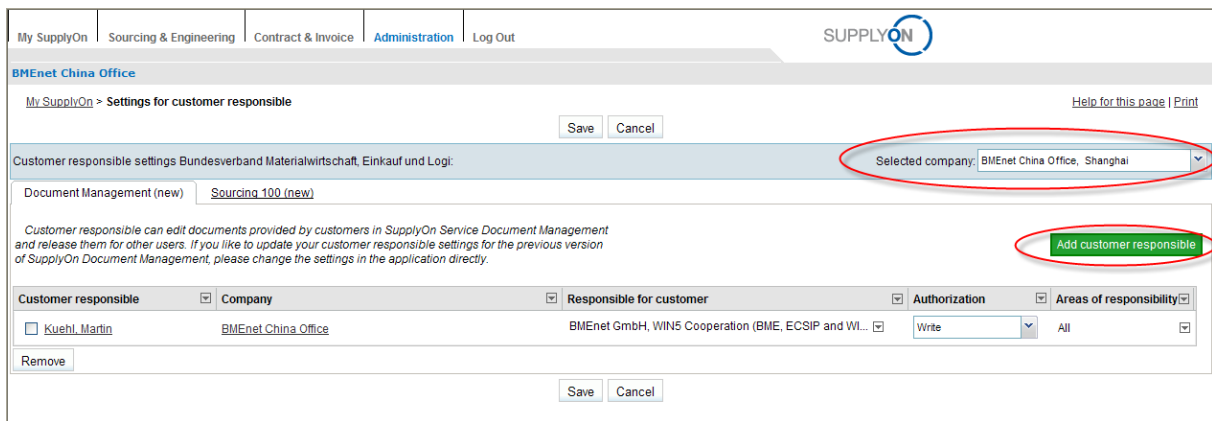 My SupplyOn Sourcing & Engineering Contract & Invoice Administration Log Out SUPPLYON
BMEnet China Office
My SupplyOn > Settings for customer responsible Help for this page | Print
Save Cancel
Customer responsible settings Bundesverband Materialwirtschaft, Einkauf und Logi: Selected company: BMEnet China Office, Shanghai
Document Management (new) Sourcing 100 (new)
Customer responsible can edit documents provided by customers in SupplyOn Service Document Management
and release them for other users. If you like to update your customer responsible settings for the previous version
of SupplyOn Document Management, please change the settings in the application directly.
Add customer responsible
Customer responsible Company Responsible for customer Authorization Areas of responsibility
Kuehl, Martin BMEnet China Office BMEnet GmbH, WIN5 Cooperation (BME, ECSIP and WI... Write All
Remove
Save Cancel